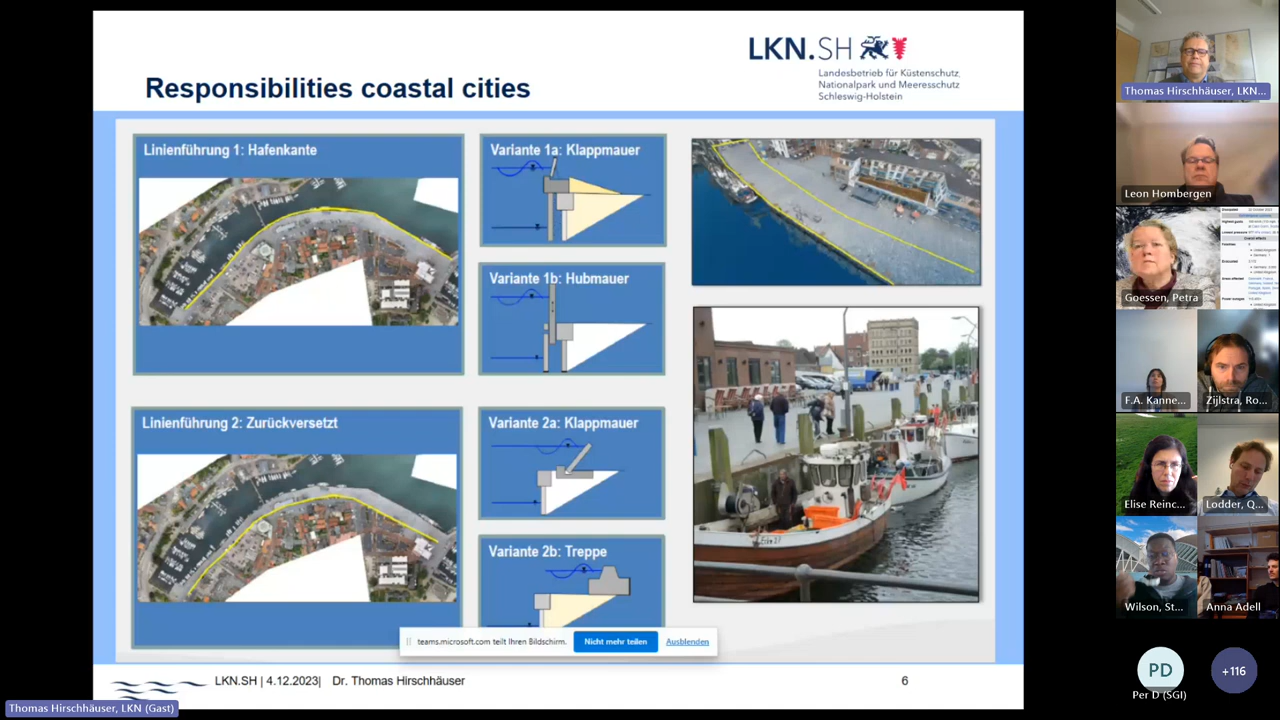 LKN.SH
Landesbetrieb für Küstenschutz,
Nationalpark und Meeresschutz
Schleswig-Holstein
Responsibilities coastal cities
Linienführung 1: Hafenkante
Variante 1a: Klappmauer
Variante 1b: Hubmauer
Linienführung 2: Zurückversetzt
Variante 2a: Klappmauer
Variante 2b: Treppe
teams.microsoft.com teilt Ihren Bildschirm.
Nicht mehr teilen
Ausblenden
LKN.SH | 4.12.2023| Dr. Thomas Hirschhäuser
6
Thomas Hirschhäuser, LKN (Gast)
Thomas Hirschhäuser, LKN...
Leon Hombergen
Goessen, Petra
F.A. Kanne...
Zijlstra, Ro...
Elise Reinc...
Lodder, Q...
Wilson, St...
Anna Adell
PD
Per D (SGI)
+116